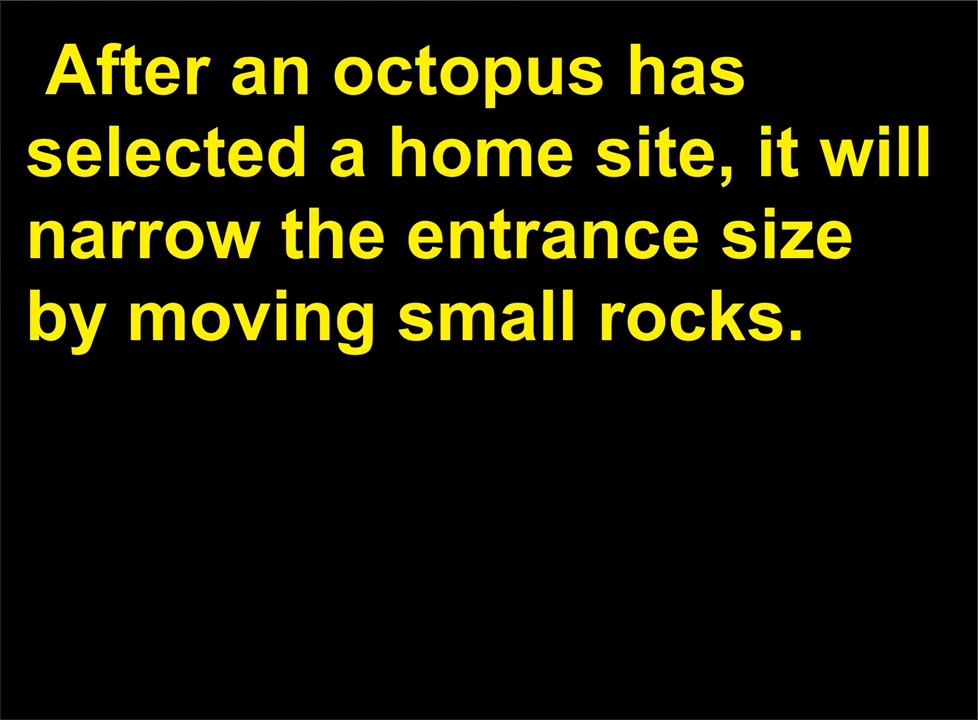 After an octopus has
selected a home site, it will
narrow the entrance size
by moving small rocks.